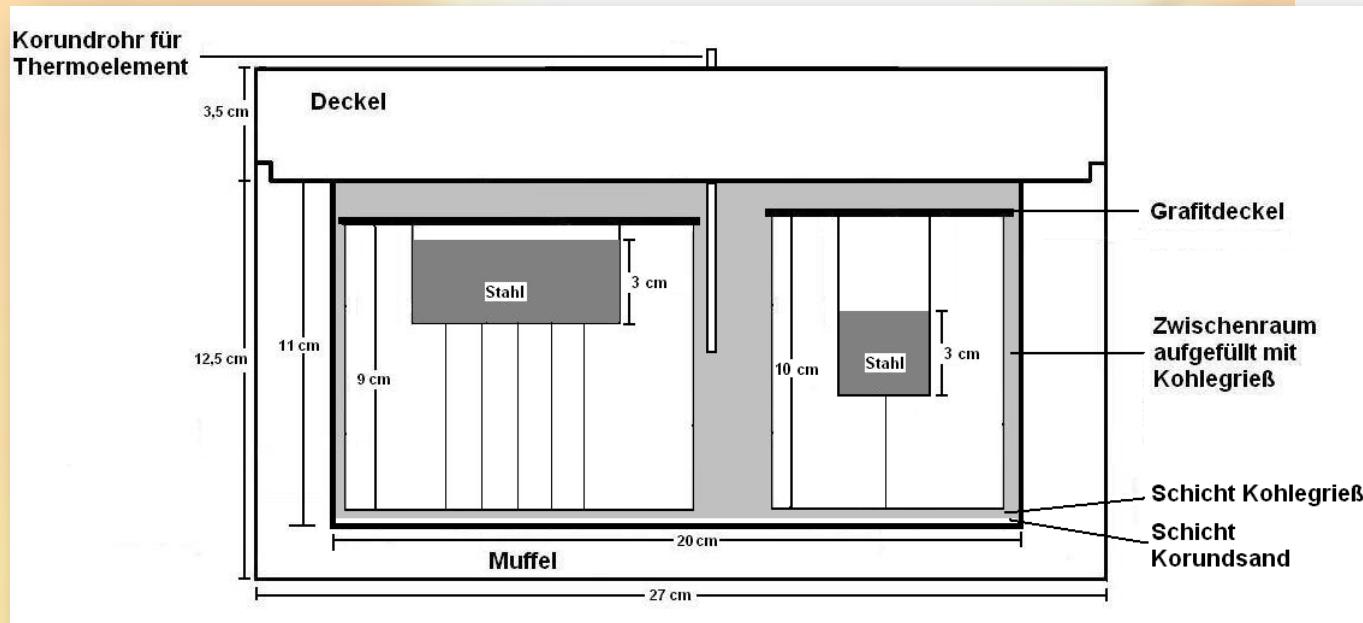 Korundrohr für
Thermoelement
3,5 cm
Deckel
Grafitdeckel
Stahl
3 cm
11 cm
12,5 cm
9 cm
10 cm
Stahl
3 cm
Zwischenraum
aufgefüllt mit
Kohlegrieß
Schicht Kohlegrieß
Schicht
Korundsand
20 cm
Muffel
27 cm